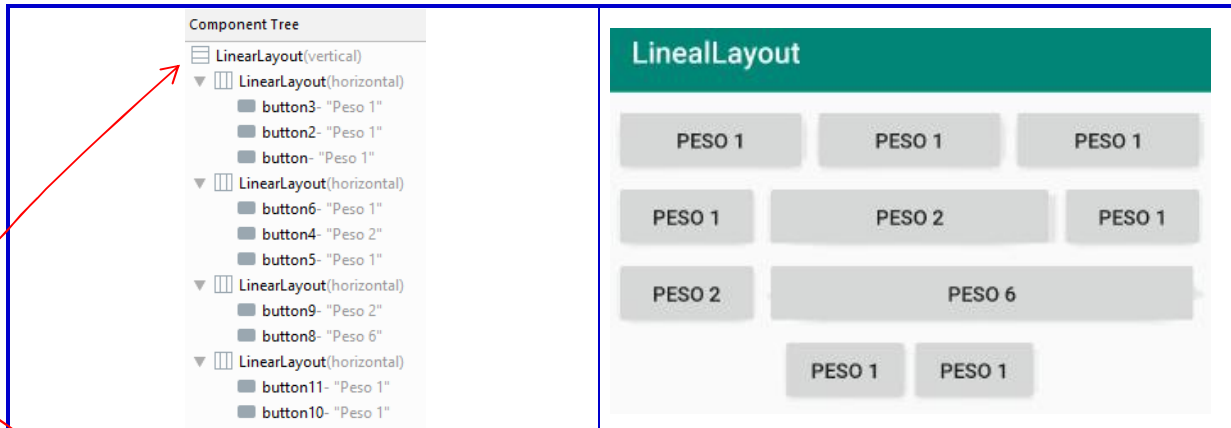 Component Tree
LinearLayout(vertical)
LinearLayout(horizontal)
button3- "Peso 1"
button2- "Peso 1"
button- "Peso 1"
LinearLayout(horizontal)
button6- "Peso 1"
button4- "Peso 2"
button5- "Peso 1"
LinearLayout(horizontal)
button9- "Peso 2"
button8- "Peso 6"
LinearLayout(horizontal)
button11- "Peso 1"
button10- "Peso 1"
LinealLayout
PESO 1 PESO 1 PESO 1
PESO 1 PESO 2 PESO 1
PESO 2 PESO 6
PESO 1 PESO 1